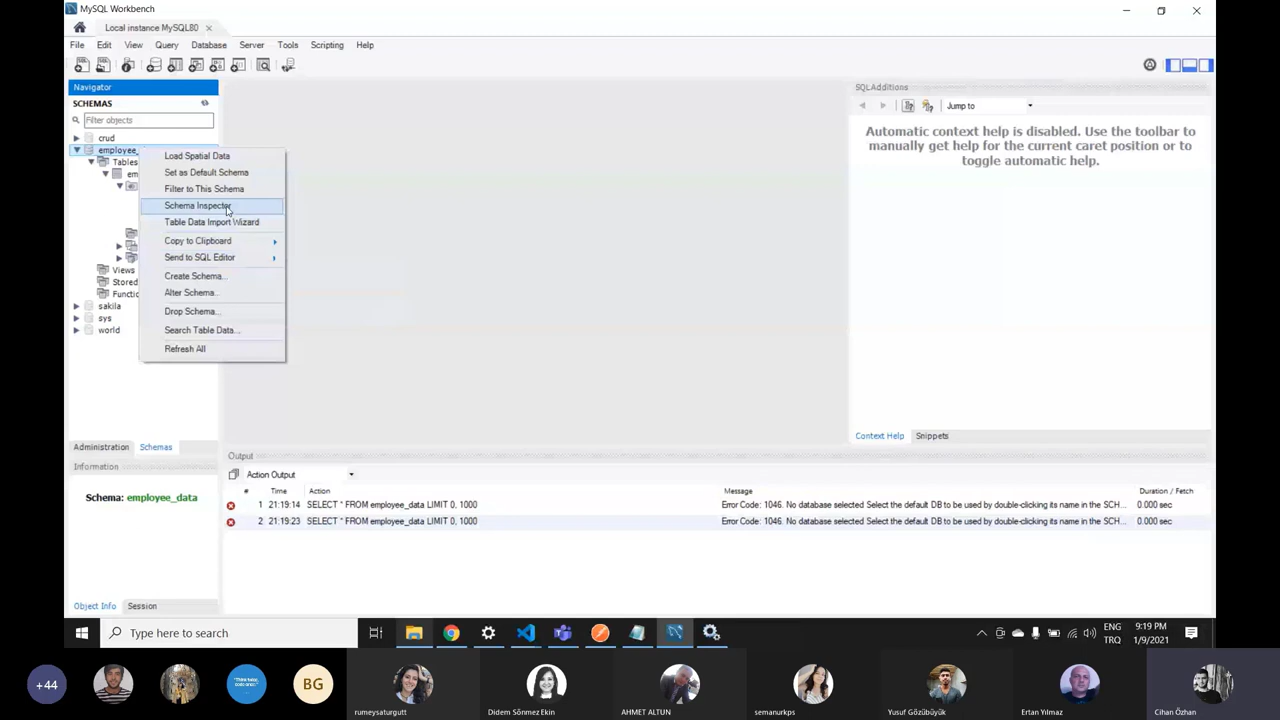 MySQL Workbench
Local instance MySQL80
File Edit View Query Database Server Tools Scripting Help
Navigator
SCHEMAS
Filter objects
crud
employee_
Tables
em
Views
Stored
Functio
sakila
sys
world
Load Spatial Data
Set as Default Schema
Filter to This Schema
Schema Inspector
Table Data Import Wizard
Copy to Clipboard
Send to SQL Editor
Create Schema...
Alter Schema...
Drop Schema...
Search Table Data...
Refresh All
SQLAdditions
Jump to
Automatic context help is disabled. Use the toolbar to
manually get help for the current caret position or to
toggle automatic help.
Context Help Snippets
Administration Schemas
Information
Schema: employee_data
Object Info Session
Output
Action Output
# Time Action Message Duration / Fetch
1 21:19:14 SELECT * FROM employee_data LIMIT 0, 1000 Error Code: 1046. No database selected Select the default DB to be used by double-clicking its name in the SCH... 0.000 sec
2 21:19:23 SELECT * FROM employee_data LIMIT 0, 1000 Error Code: 1046. No database selected Select the default DB to be used by double-clicking its name in the SCH... 0.000 sec
Type here to search
ENG
TRQ
9:19 PM
1/9/2021
+44
BG
rumeysaturgutt
Didem Sönmez Ekin
AHMET ALTUN
semanurkps
Yusuf Gözübüyük
Ertan Yılmaz
Cihan Özhan